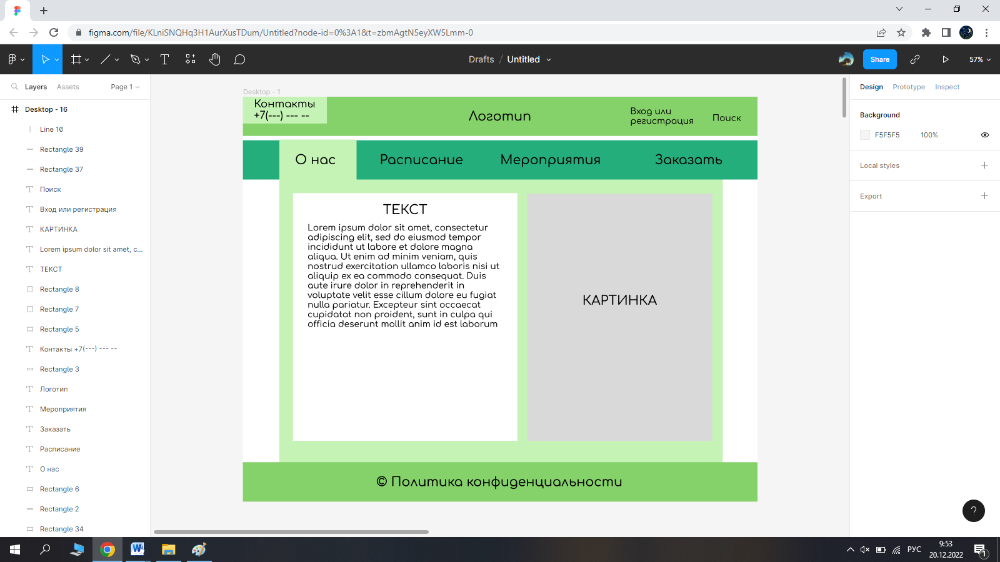 figma.com/file/KLniSNQHq3H1AurXusTDum/Untitled?node-id=0%3A1&t=zbmAgtN5eyXW5Lmm-0
Drafts / Untitled
Share
57%
Layers
Assets
Page 1
Desktop - 16
Line 10
Rectangle 39
Rectangle 37
Поиск
Вход или регистрация
КАРТИНКА
Lorem ipsum dolor sit amet, c...
ТЕКСТ
Rectangle 8
Rectangle 7
Rectangle 5
Контакты +7(---) --- --
Rectangle 3
Логотип
Мероприятия
Заказать
Расписание
О нас
Rectangle 6
Rectangle 2
Rectangle 34
Desktop - 1
Контакты
+7(---) --- --
Логотип
Вход или
регистрация
Поиск
О нас
Расписание
Мероприятия
Заказать
ТЕКСТ
Lorem ipsum dolor sit amet, consectetur
adipiscing elit, sed do eiusmod tempor
incididunt ut labore et dolore magna
aliqua. Ut enim ad minim veniam, quis
nostrud exercitation ullamco laboris nisi ut
aliquip ex ea commodo consequat. Duis
aute irure dolor in reprehenderit in
voluptate velit esse cillum dolore eu fugiat
nulla pariatur. Excepteur sint occaecat
cupidatat non proident, sunt in culpa qui
officia deserunt mollit anim id est laborum
КАРТИНКА
© Политика конфиденциальности
Design
Prototype
Inspect
Background
F5F5F5
100%
Local styles
Export
?
РУС
9:53
20.12.2022
1